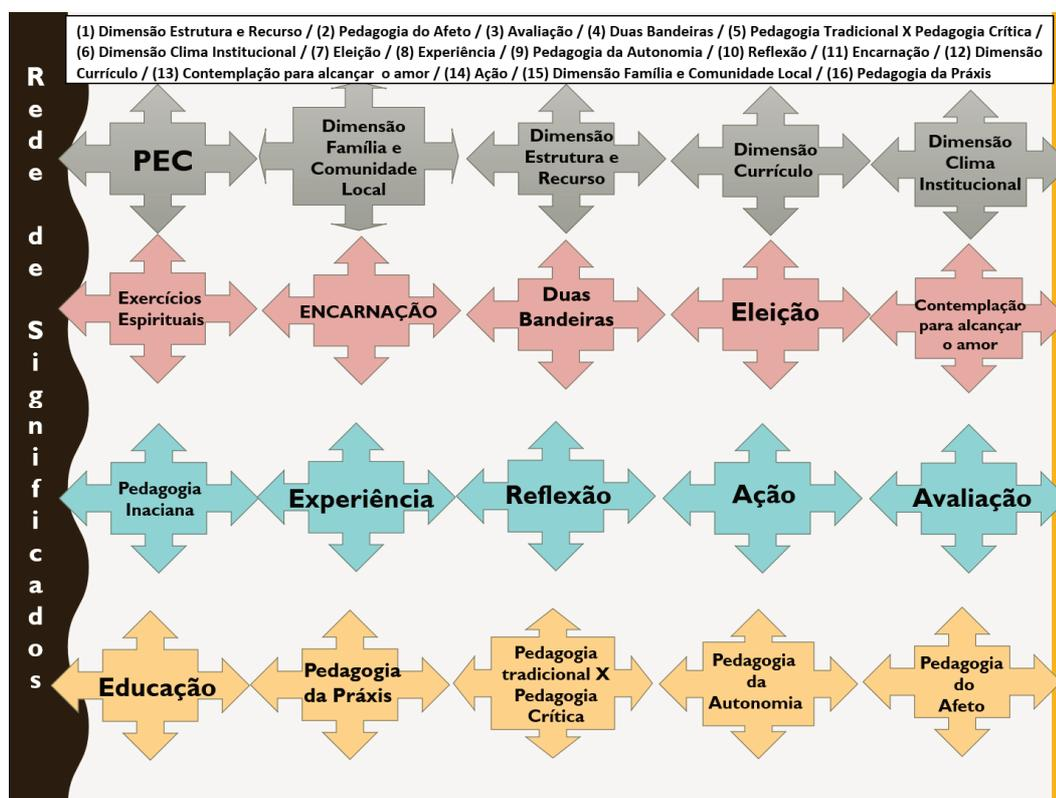 (1) Dimensão Estrutura e Recurso / (2) Pedagogia do Afeto / (3) Avaliação / (4) Duas Bandeiras / (5) Pedagogia Tradicional X Pedagogia Crítica /
(6) Dimensão Clima Institucional / (7) Eleição / (8) Experiência / (9) Pedagogia da Autonomia / (10) Reflexão / (11) Encarnação / (12) Dimensão
Currículo / (13) Contemplação para alcançar o amor / (14) Ação / (15) Dimensão Família e Comunidade Local / (16) Pedagogia da Práxis
Rede de Significados
PEC
Dimensão
Família e
Comunidade
Local
Dimensão
Estrutura e
Recurso
Dimensão
Currículo
Dimensão
Clima
Institucional
Exercícios
Espirituais
ENCARNAÇÃO
Duas
Bandeiras
Eleição
Contemplação
para alcançar
o amor
Pedagogia
Inaciana
Experiência
Reflexão
Ação
Avaliação
Educação
Pedagogia
da Práxis
Pedagogia
tradicional X
Pedagogia
Crítica
Pedagogia
da
Autonomia
Pedagogia
do
Afeto